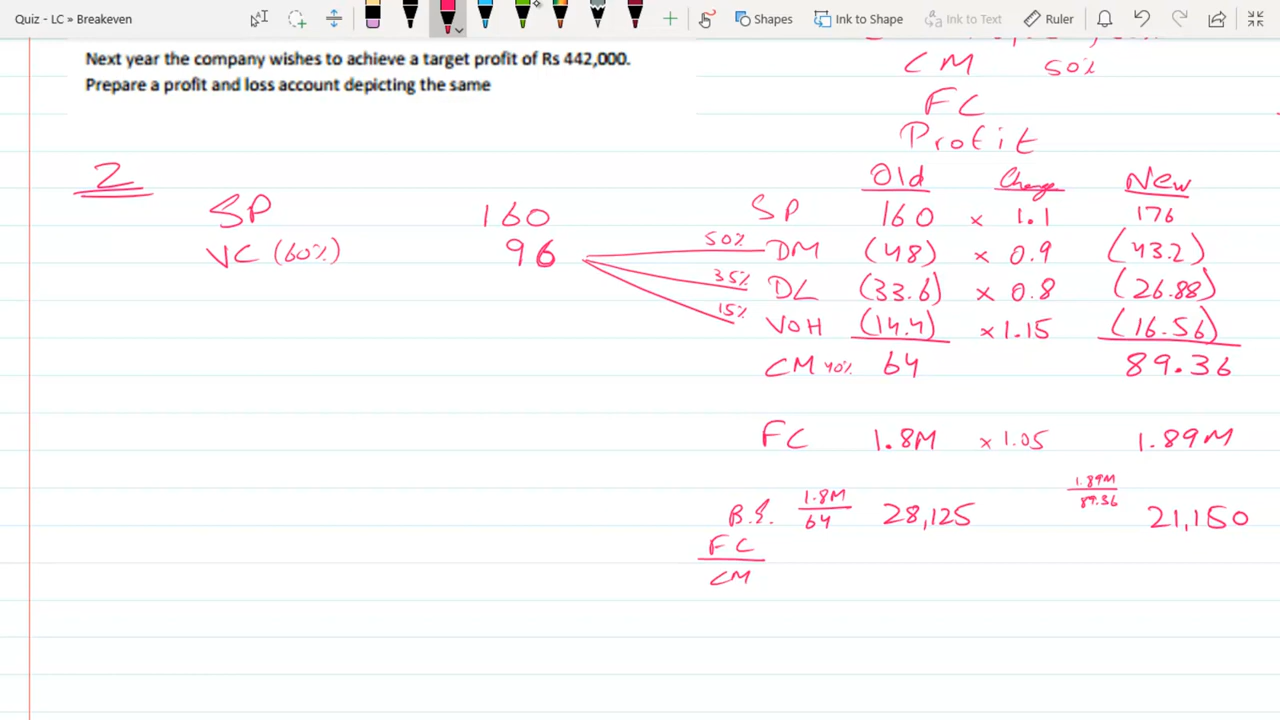 Quiz - LC » Breakeven
Shapes Ink to Shape Ink to Text Ruler
Next year the company wishes to achieve a target profit of Rs 442,000.
Prepare a profit and loss account depicting the same
CM 50%
FC
Profit
2
Old Change New
SP 160
SP 160 x 1.1 176
VC (60%) 96
50% DM (48) x 0.9 (43.2)
35% DL (33.6) x 0.8 (26.88)
15% VOH (14.4) x 1.15 (16.56)
CM 40% 64 89.36
FC 1.8M x 1.05 1.89M
B.E. 1.8M 28,125 1.89M 21,150
64 89.36
FC
CM